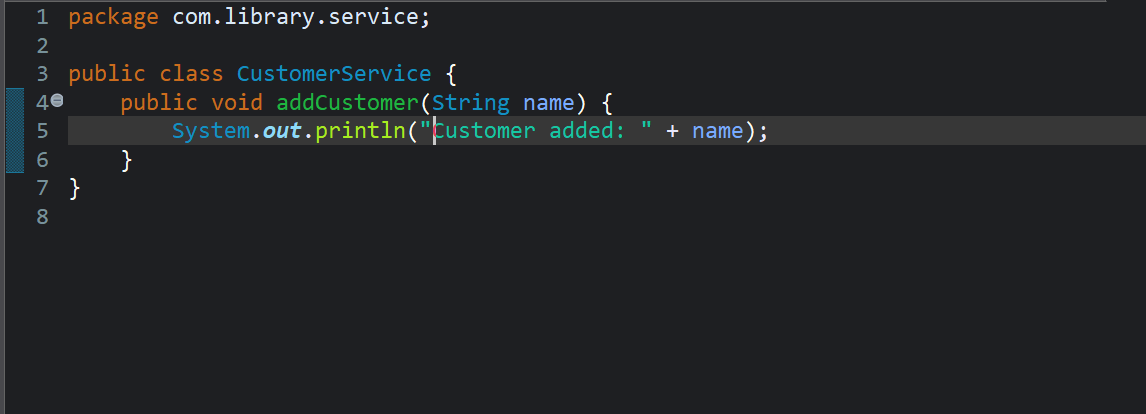 1 package com.library.service;
2
3 public class CustomerService {
4 public void addCustomer(String name) {
5 System.out.println("Customer added: " + name);
6 }
7 }
8